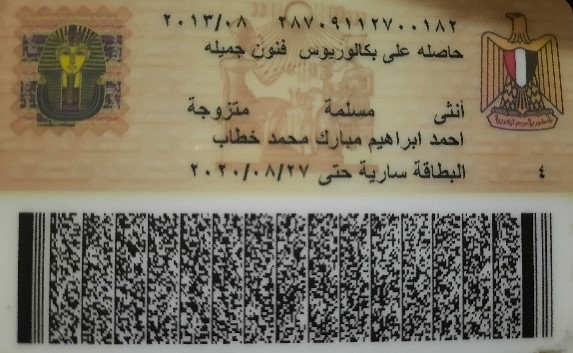 ٢٨٧٠٩١١٢٧٠٠١٨٢ ٢٠١٣/٠٨
حاصله على بكالوريوس فنون جميله
أنثى مسلمة متزوجة
احمد ابراهيم مبارك محمد خطاب
البطاقة سارية حتى ٢٠٢٠/٠٨/٢٧
٤